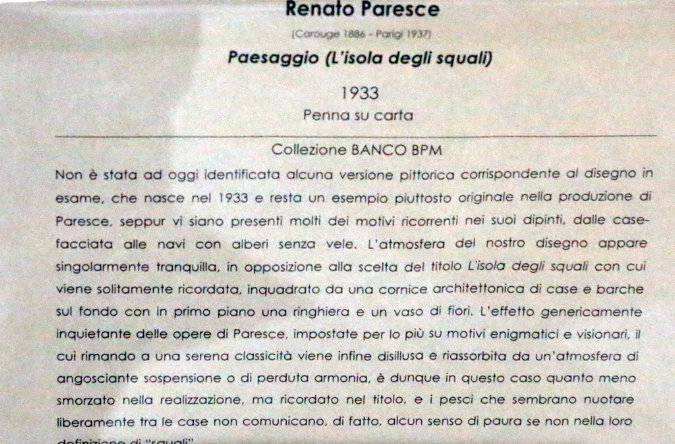 Renato Paresce
(Carouge 1886 - Parigi 1937)
Paesaggio (L'isola degli squali)
1933
Penna su carta
Collezione BANCO BPM
Non è stata ad oggi identificata alcuna versione pittorica corrispondente al disegno in
esame, che nasce nel 1933 e resta un esempio piuttosto originale nella produzione di
Paresce, seppur vi siano presenti molti dei motivi ricorrenti nei suoi dipinti, dalle case-
facciata alle navi con alberi senza vele. L'atmosfera del nostro disegno appare
singolarmente tranquilla, in opposizione alla scelta del titolo L'isola degli squali con cui
viene solitamente ricordata, inquadrato da una cornice architettonica di case e barche
sul fondo con in primo piano una ringhiera e un vaso di fiori. L'effetto genericamente
inquietante delle opere di Paresce, impostate per lo più su motivi enigmatici e visionari, il
cui rimando a una serena classicità viene infine disillusa e riassorbita da un'atmosfera di
angosciante sospensione o di perduta armonia, è dunque in questo caso quanto meno
smorzato nella realizzazione, ma ricordato nel titolo, e i pesci che sembrano nuotare
liberamente tra le case non comunicano, di fatto, alcun senso di paura se non nella loro
definizione di "squali"